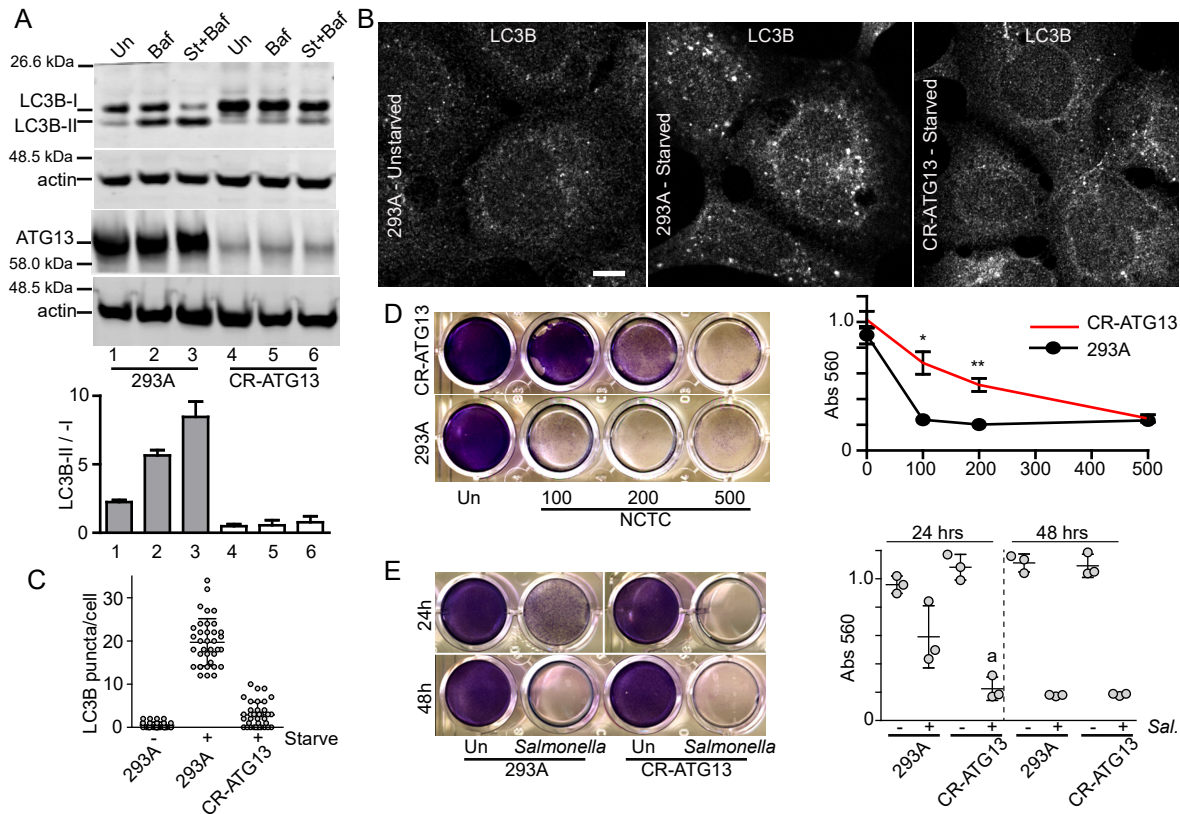 A
Un Baf St+Baf Un Baf St+Baf
26.6 kDa
LC3B-I
LC3B-II
48.5 kDa
actin
ATG13
58.0 kDa
48.5 kDa
actin
1 2 3 4 5 6
293A CR-ATG13
10
5
0
LC3B-II / -I
1 2 3 4 5 6
B
LC3B LC3B LC3B
293A - Unstarved
293A - Starved
CR-ATG13 - Starved
C
LC3B puncta/cell
30
20
10
0
- + + Starve
293A 293A CR-ATG13
D
CR-ATG13
293A
Un 100 200 500
NCTC
Abs 560
1.0
0
0 100 200 300 400 500
* **
CR-ATG13
293A
E
24h
48h
Un Salmonella Un Salmonella
293A CR-ATG13
24 hrs 48 hrs
Abs 560
1.0
0
a
- + - + - + - + Sal.
293A CR-ATG13 293A CR-ATG13